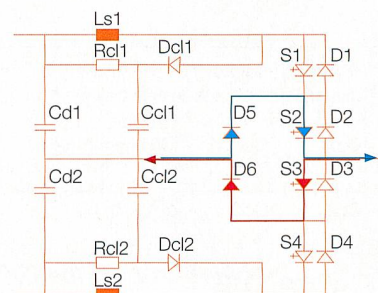 Ls1
Rcl1 Dcl1 S1 D1
Cd1 Ccl1 D5 S2 D2
Cd2 Ccl2 D6 S3 D3
Rcl2 Dcl2 S4 D4
Ls2